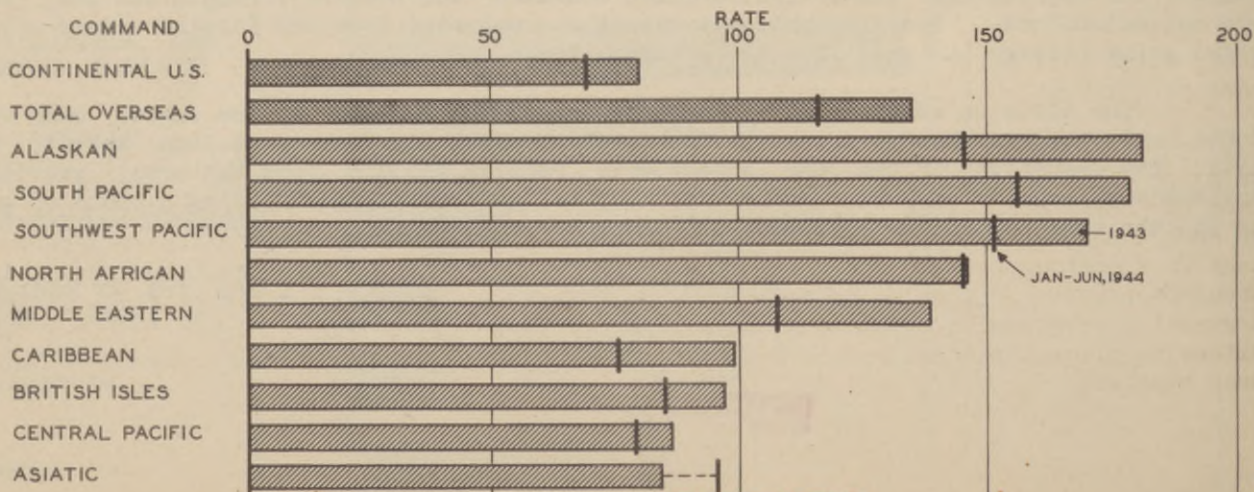 COMMAND
RATE
0 50 100 150 200
CONTINENTAL U.S.
TOTAL OVERSEAS
ALASKAN
SOUTH PACIFIC
SOUTHWEST PACIFIC
1943
NORTH AFRICAN
JAN-JUN, 1944
MIDDLE EASTERN
CARIBBEAN
BRITISH ISLES
CENTRAL PACIFIC
ASIATIC